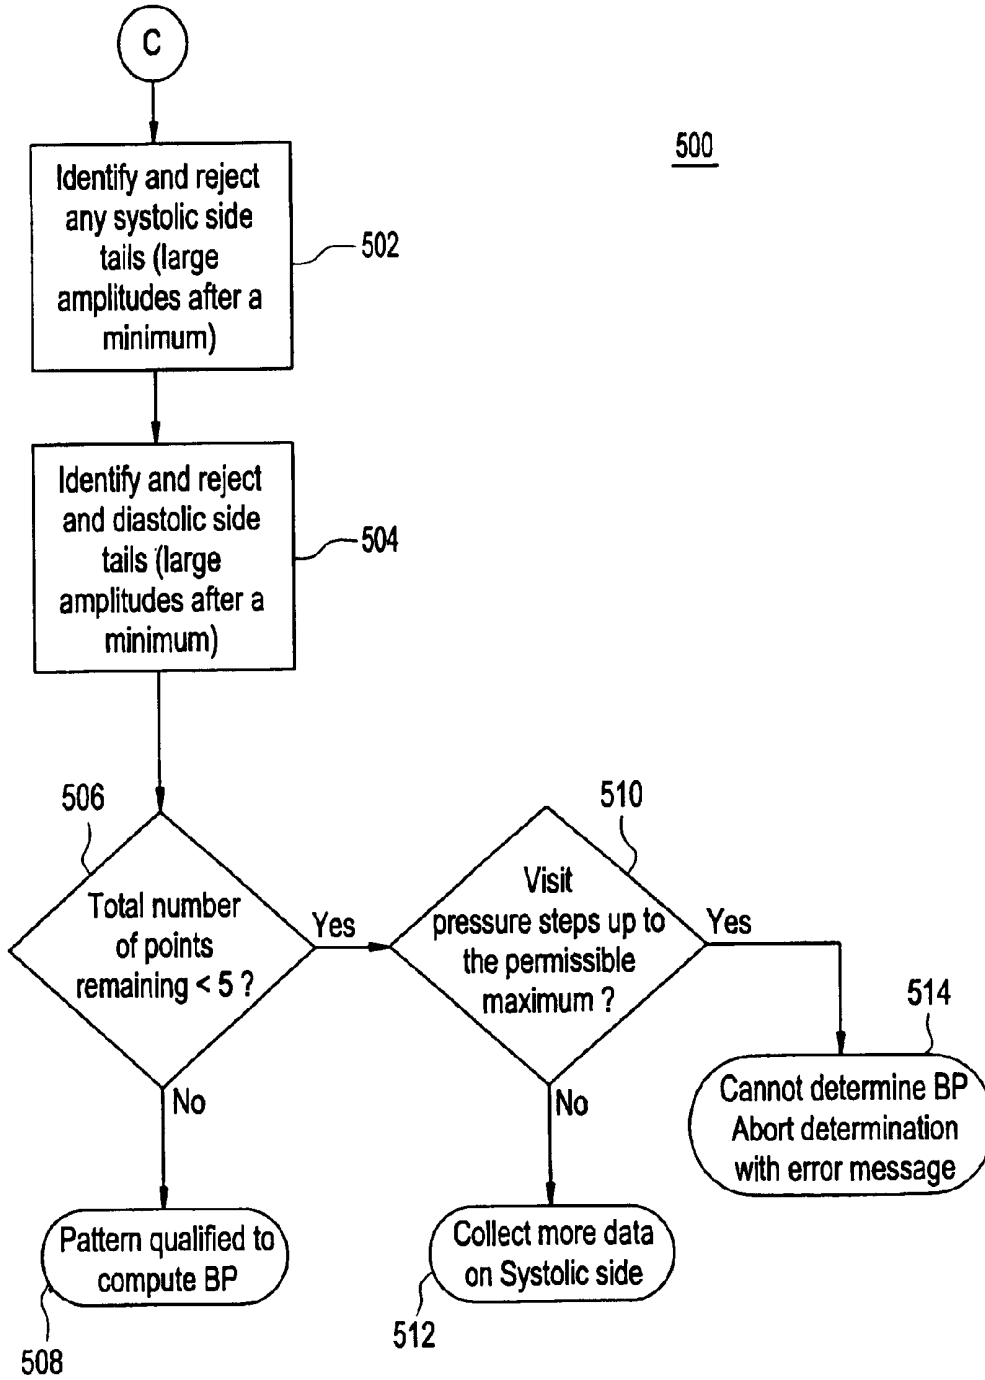 C
500
Identify and reject
any systolic side
tails (large
amplitudes after a
minimum)
502
Identify and reject
and diastolic side
tails (large
amplitudes after a
minimum)
504
506
Total number
of points
remaining < 5 ?
Yes
No
510
Visit
pressure steps up to
the permissible
maximum ?
Yes
No
514
Cannot determine BP
Abort determination
with error message
Pattern qualified to
compute BP
508
Collect more data
on Systolic side
512